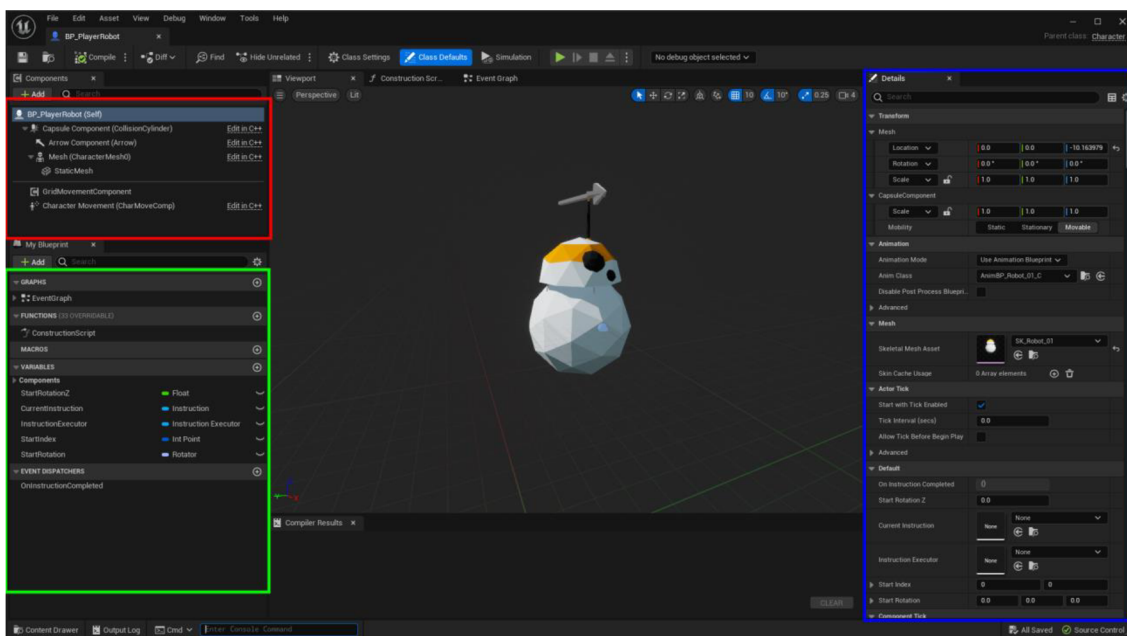 File Edit Asset View Debug Window Tools Help
BP_PlayerRobot
Parent class: Character
Compile
Diff
Find
Hide Unrelated
Class Settings
Class Defaults
Simulation
No debug object selected
Components
+ Add
Search
BP_PlayerRobot (Self)
Capsule Component (CollisionCylinder) Edit in C++
Arrow Component (Arrow) Edit in C++
Mesh (CharacterMesh0) Edit in C++
StaticMesh
GridMovementComponent
Character Movement (CharMoveComp) Edit in C++
My Blueprint
+ Add
Search
GRAPHS
EventGraph
FUNCTIONS (33 OVERRIDABLE)
ConstructionScript
MACROS
VARIABLES
Components
StartRotationZ Float
CurrentInstruction Instruction
InstructionExecutor Instruction Executor
StartIndex Int Point
StartRotation Rotator
EVENT DISPATCHERS
OnInstructionCompleted
Viewport
Construction Scr...
Event Graph
Perspective Lit
10 10° 0.25 4
Compiler Results
CLEAR
Details
Search
Transform
Mesh
Location 0.0 0.0 -10.163979
Rotation 0.0° 0.0° 0.0°
Scale 1.0 1.0 1.0
CapsuleComponent
Scale 1.0 1.0 1.0
Mobility Static Stationary Movable
Animation
Animation Mode Use Animation Blueprint
Anim Class AnimBP_Robot_01_C
Disable Post Process Bluepri..
Advanced
Mesh
Skeletal Mesh Asset SK_Robot_01
Skin Cache Usage 0 Array elements
Actor Tick
Start with Tick Enabled
Tick Interval (secs) 0.0
Allow Tick Before Begin Play
Advanced
Default
On Instruction Completed 0
Start Rotation Z 0.0
Current Instruction None None
Instruction Executor None None
Start Index 0 0
Start Rotation 0.0 0.0 0.0
Component Tick
Content Drawer
Output Log
Cmd
Enter Console Command
All Saved
Source Control